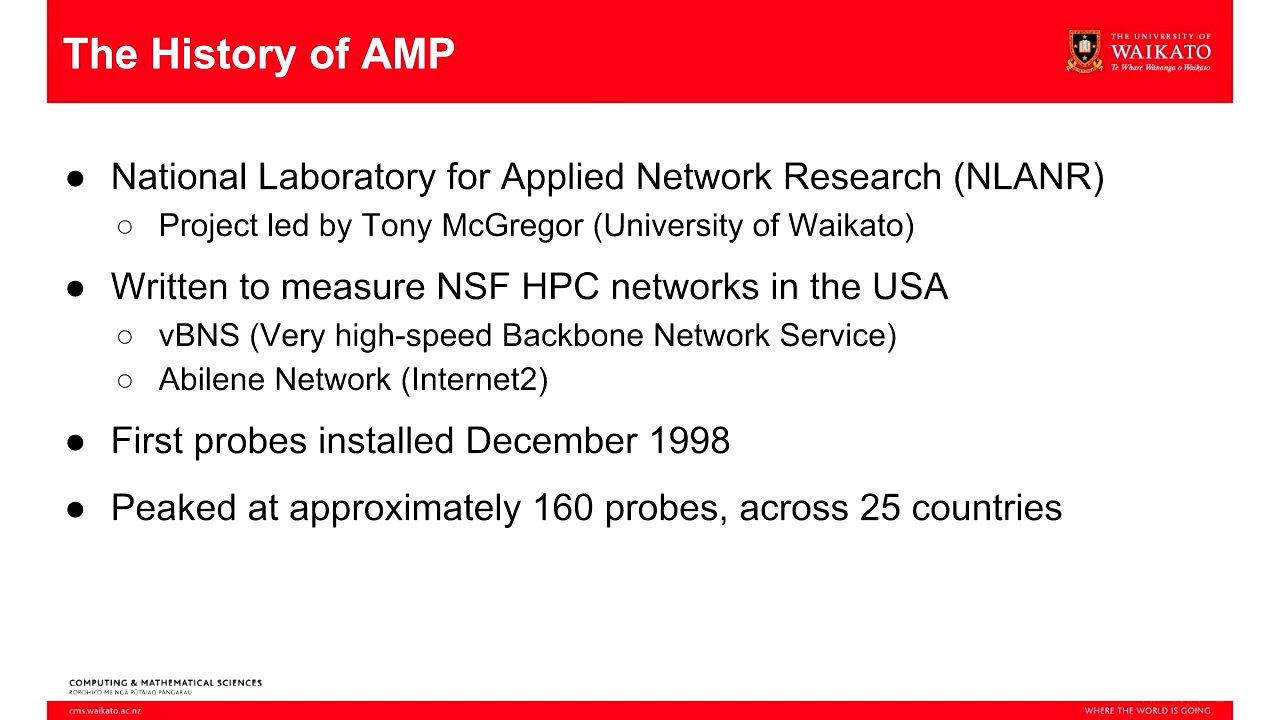 The History of AMP
THE UNIVERSITY OF
WAIKATO
Te Whare Wānanga o Waikato
● National Laboratory for Applied Network Research (NLANR)
○ Project led by Tony McGregor (University of Waikato)
● Written to measure NSF HPC networks in the USA
○ vBNS (Very high-speed Backbone Network Service)
○ Abilene Network (Internet2)
● First probes installed December 1998
● Peaked at approximately 160 probes, across 25 countries
COMPUTING & MATHEMATICAL SCIENCES
ROROHIKO ME NGĀ PŪTAIAO PĀNGARAU
cms.waikato.ac.nz
WHERE THE WORLD IS GOING